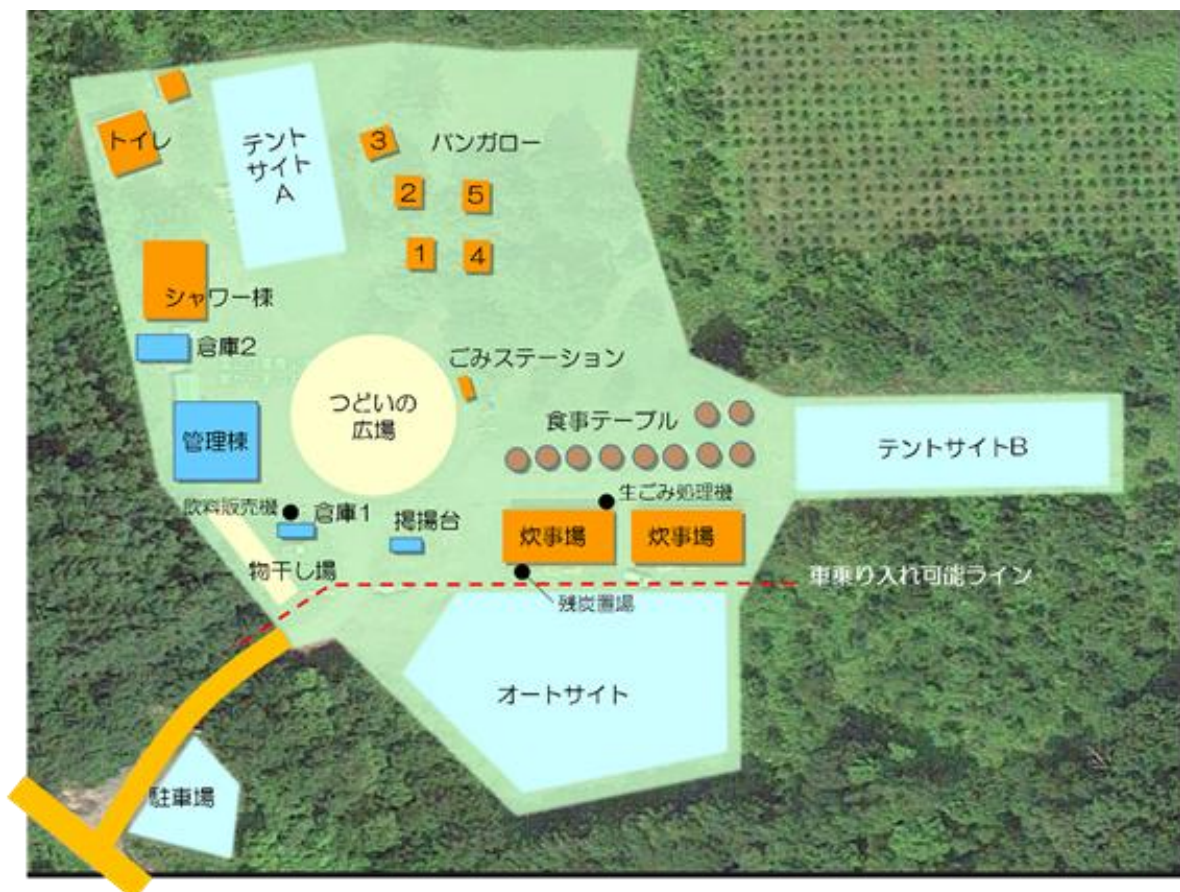 トイレ
テント
サイト
A
3
バンガロー
2
5
1
4
シャワー棟
倉庫2
ごみステーション
つどいの
広場
食事テーブル
管理棟
テントサイトB
生ごみ処理機
飲料販売機
倉庫1
掲揚台
炊事場
炊事場
物干し場
車乗り入れ可能ライン
残炭置場
オートサイト
駐車場